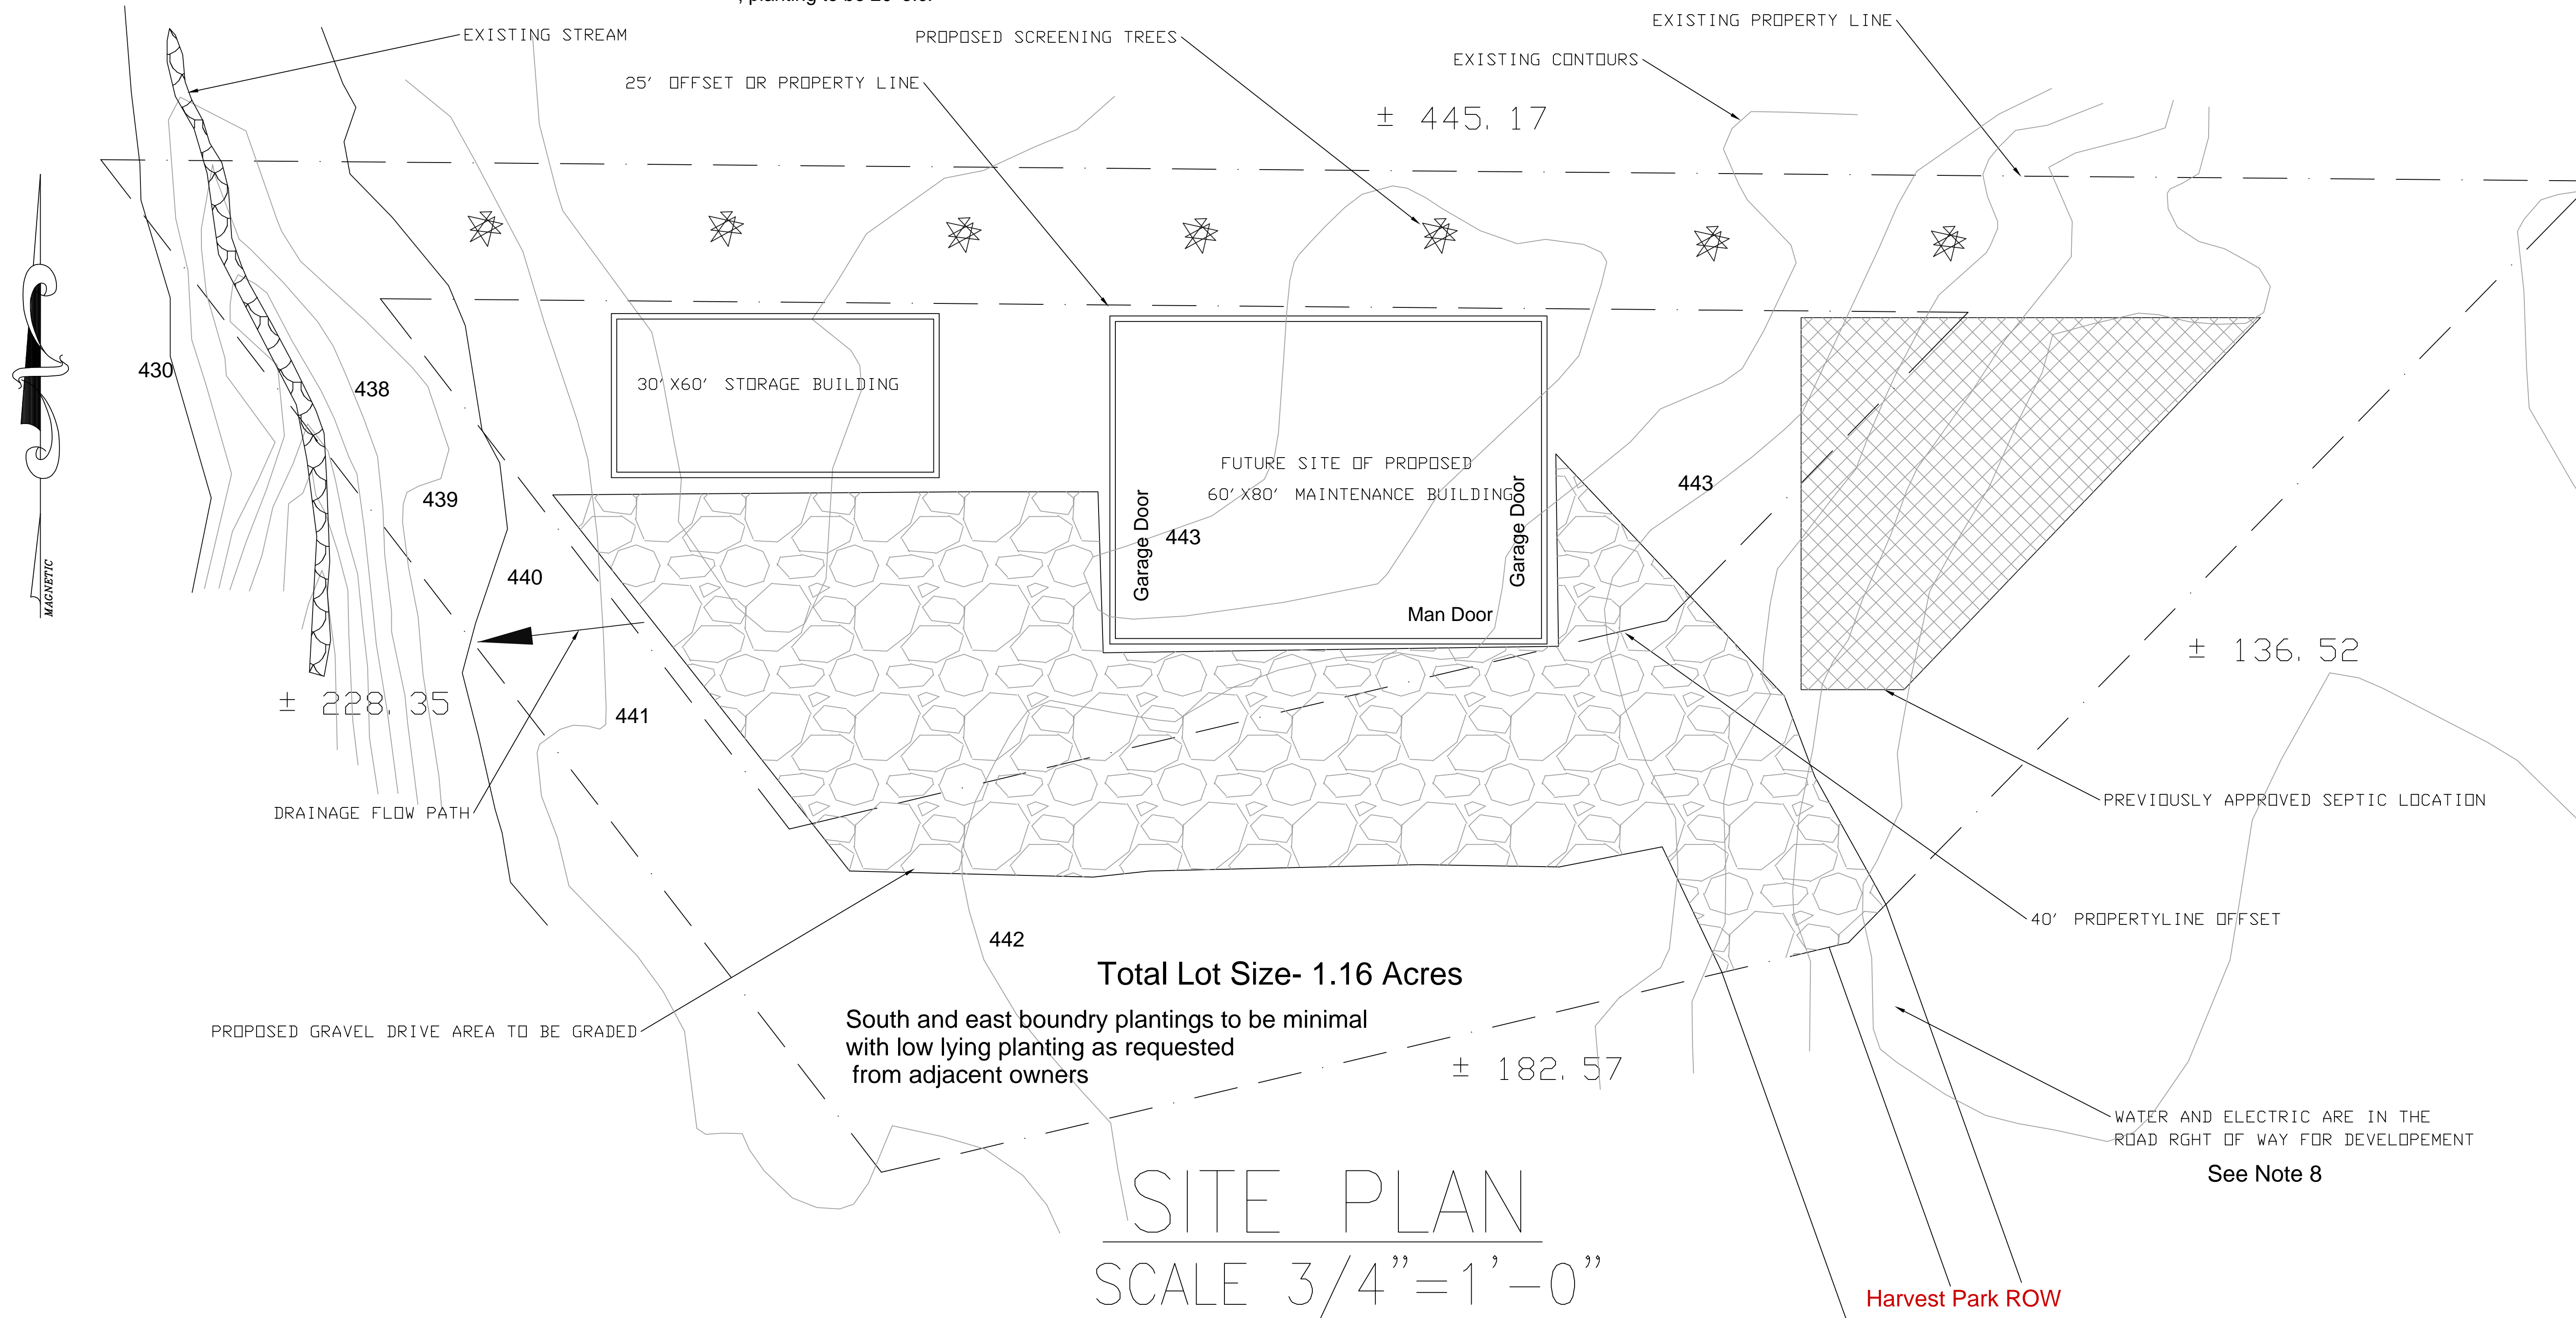 , planting to be 20' o.c.
EXISTING STREAM
PROPOSED SCREENING TREES
EXISTING PROPERTY LINE
EXISTING CONTOURS
25' OFFSET OR PROPERTY LINE
± 445.17
430
438
30'X60' STORAGE BUILDING
FUTURE SITE OF PROPOSED
60'X80' MAINTENANCE BUILDING
Garage Door
Garage Door
443
443
439
440
Man Door
MAGNETIC
± 136.52
± 228.35
441
DRAINAGE FLOW PATH
PREVIOUSLY APPROVED SEPTIC LOCATION
40' PROPERTYLINE OFFSET
442
Total Lot Size- 1.16 Acres
PROPOSED GRAVEL DRIVE AREA TO BE GRADED
South and east boundry plantings to be minimal
with low lying planting as requested
from adjacent owners
± 182.57
WATER AND ELECTRIC ARE IN THE
ROAD RGHT OF WAY FOR DEVELOPEMENT
See Note 8
SITE PLAN
SCALE 3/4"=1'-0"
Harvest Park ROW